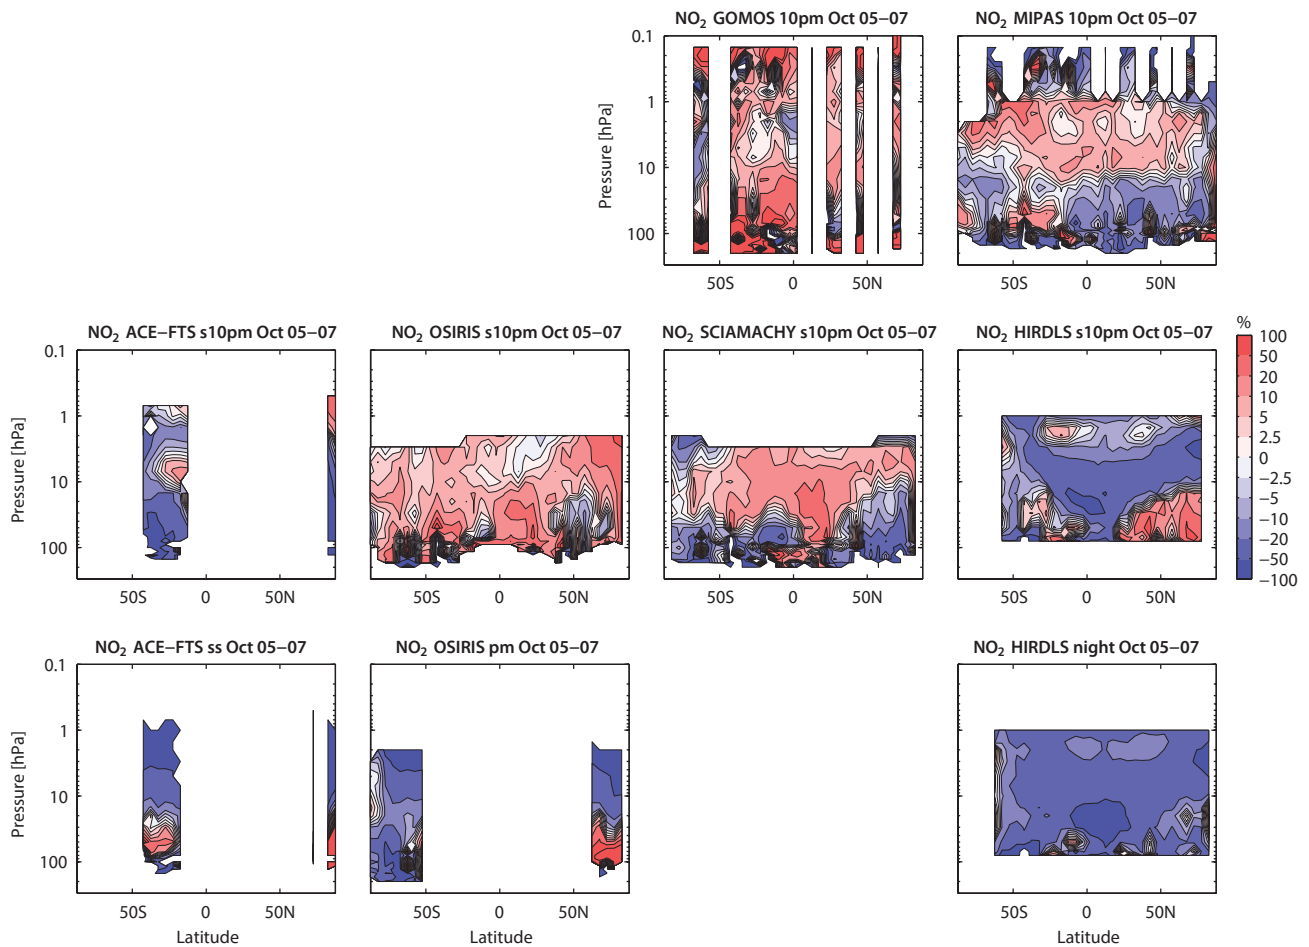 NO₂ GOMOS 10pm Oct 05−07
NO₂ MIPAS 10pm Oct 05−07
0.1
1
10
100
Pressure [hPa]
50S 0 50N
50S 0 50N
NO₂ ACE−FTS s10pm Oct 05−07
NO₂ OSIRIS s10pm Oct 05−07
NO₂ SCIAMACHY s10pm Oct 05−07
NO₂ HIRDLS s10pm Oct 05−07
0.1
1
10
100
Pressure [hPa]
50S 0 50N
50S 0 50N
50S 0 50N
50S 0 50N
%
100
50
20
10
5
2.5
0
−2.5
−5
−10
−20
−50
−100
NO₂ ACE−FTS ss Oct 05−07
NO₂ OSIRIS pm Oct 05−07
NO₂ HIRDLS night Oct 05−07
0.1
1
10
100
Pressure [hPa]
50S 0 50N
50S 0 50N
50S 0 50N
Latitude
Latitude
Latitude